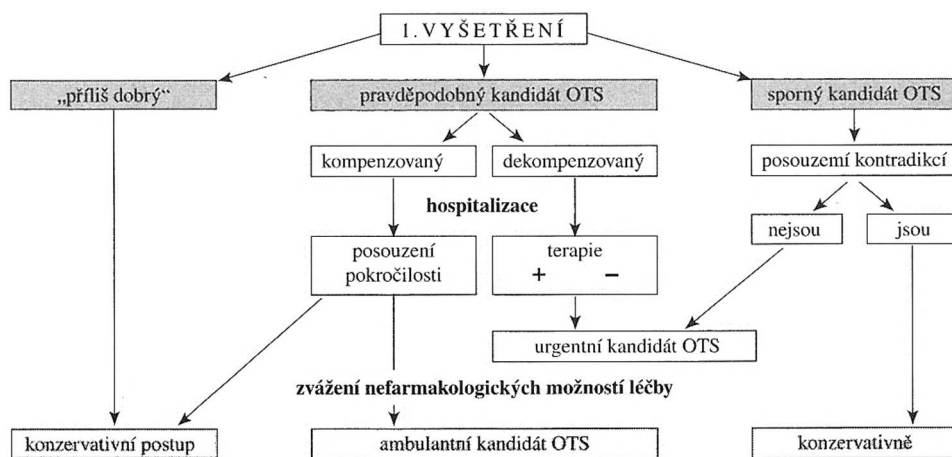 1. VYŠETŘENÍ
„příliš dobrý“
pravděpodobný kandidát OTS
sporný kandidát OTS
kompenzovaný
dekompenzovaný
posouzemí kontradikcí
hospitalizace
nejsou
jsou
posouzení
pokročilosti
terapie
+ –
urgentní kandidát OTS
zvážení nefarmakologických možností léčby
konzervativní postup
ambulantní kandidát OTS
konzervativně